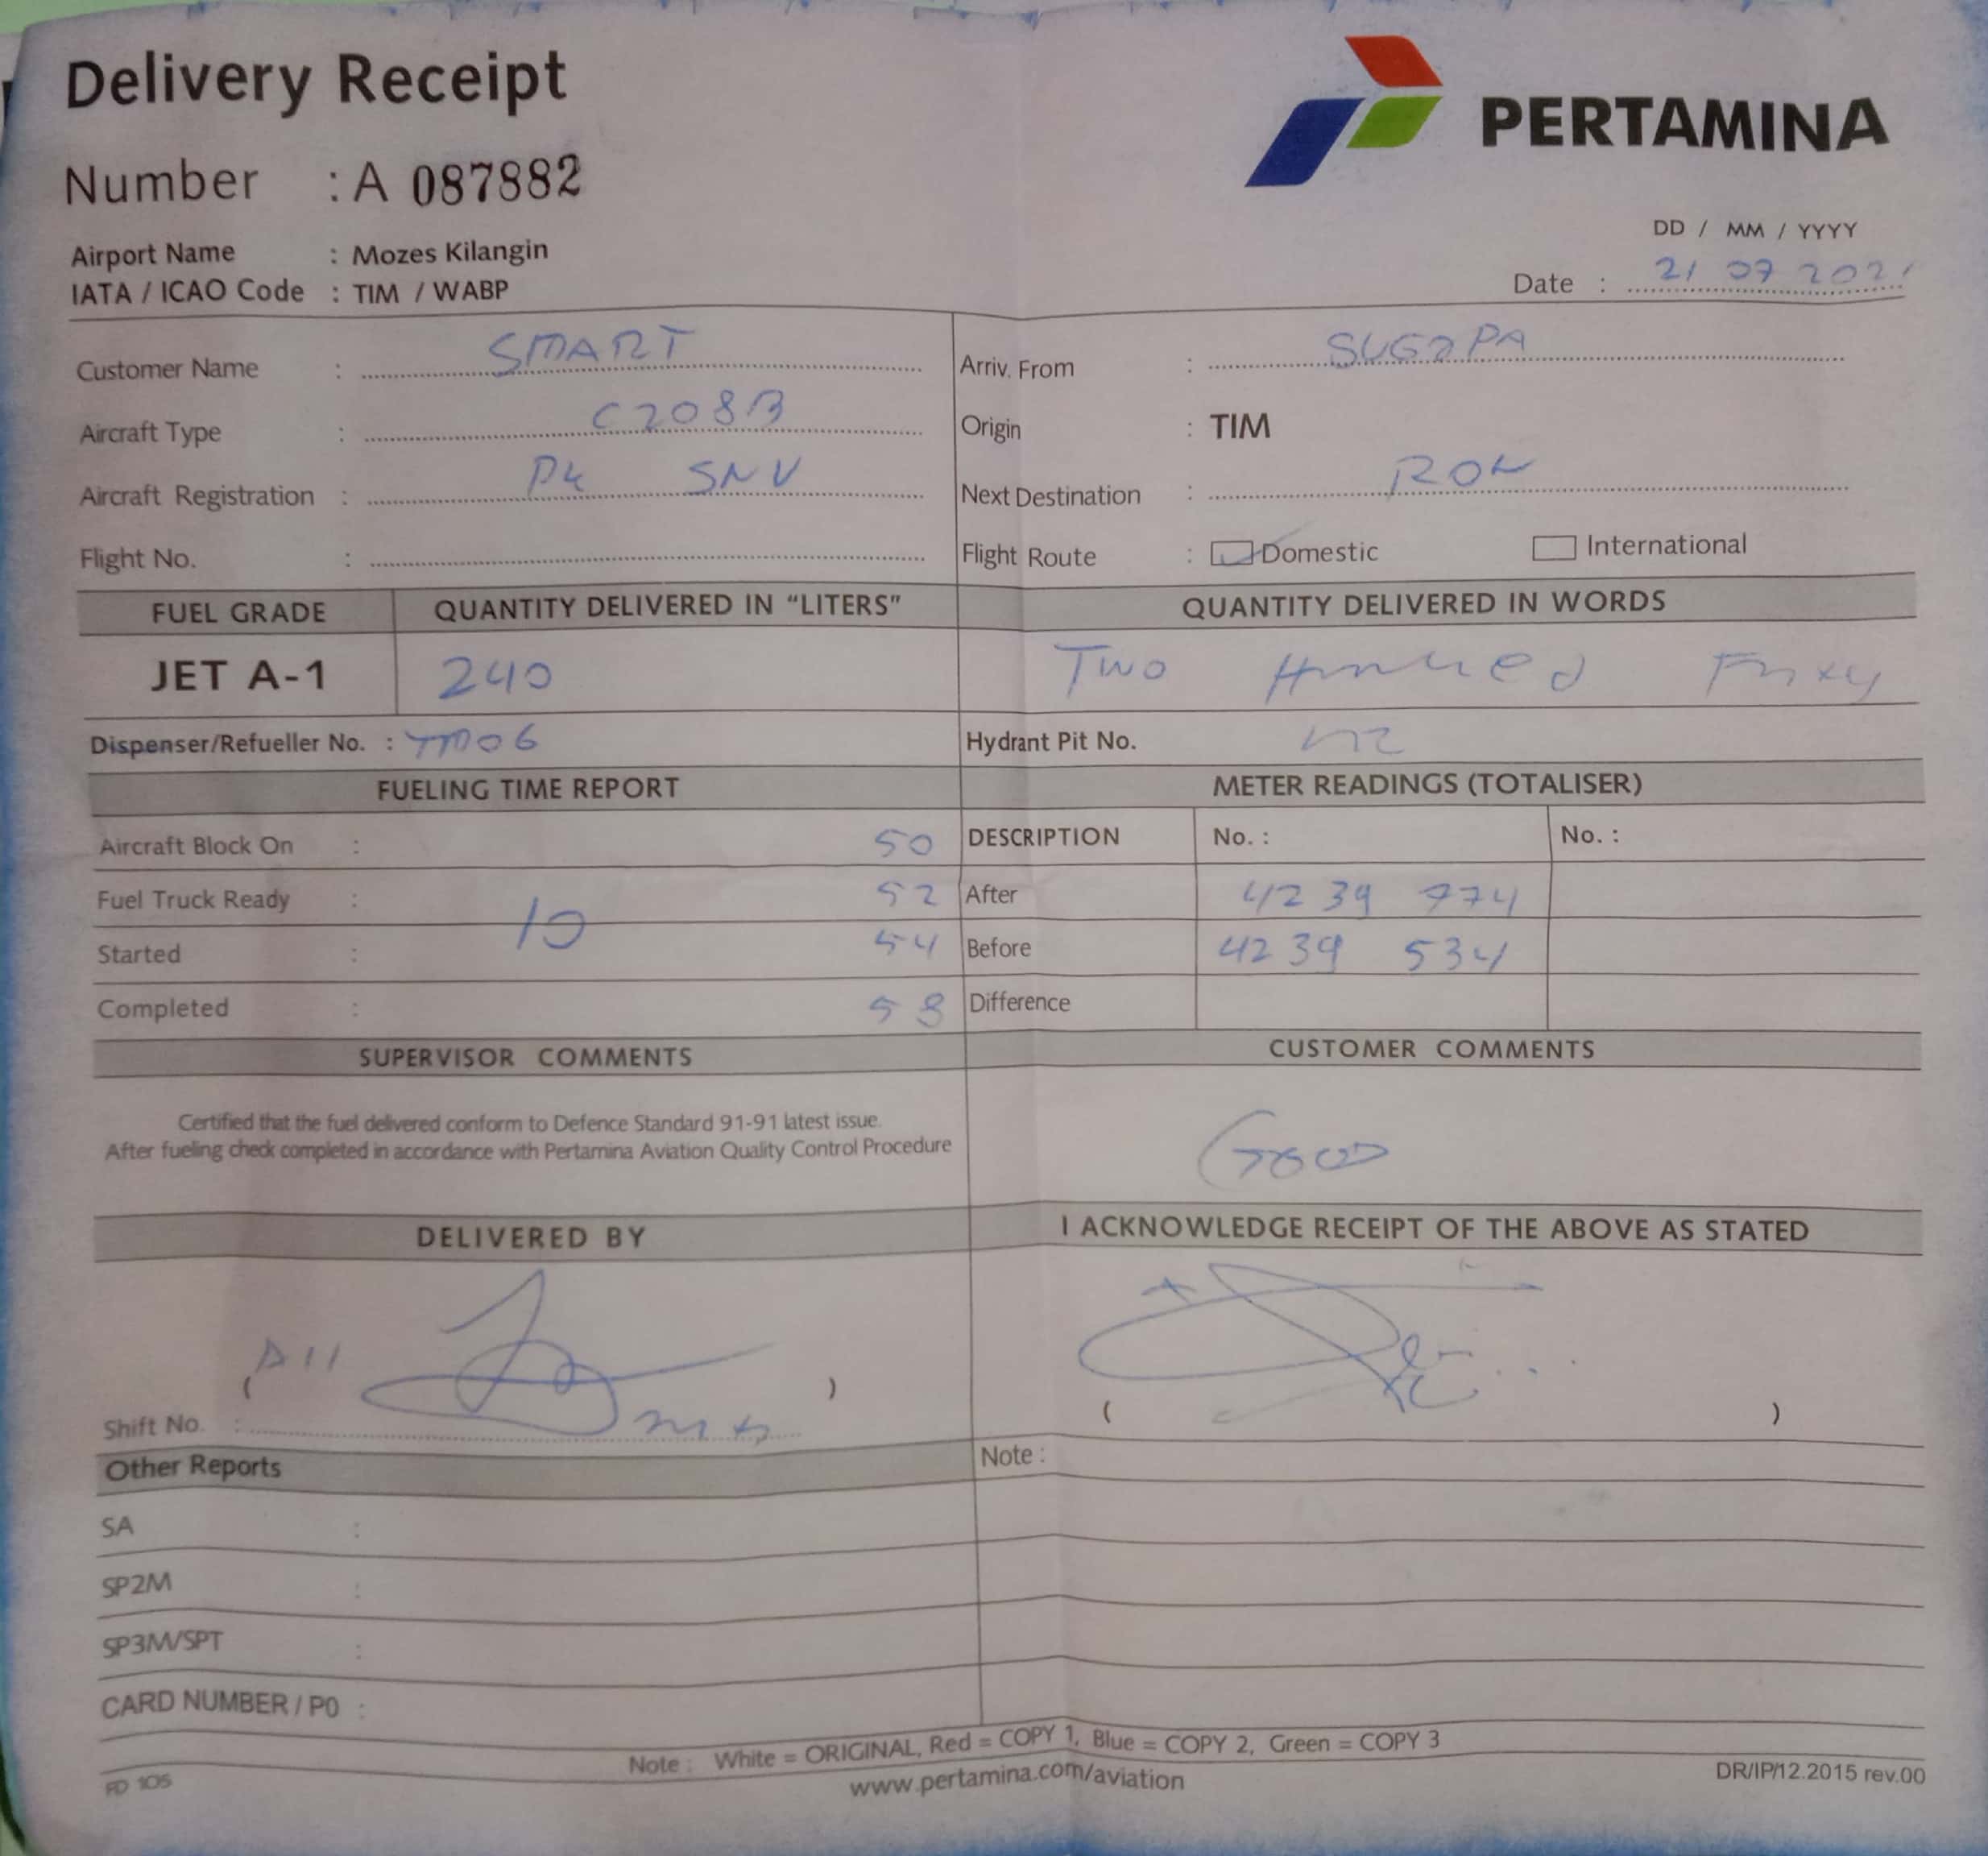 Delivery Receipt
PERTAMINA
Number : A 087882
Airport Name : Mozes Kilangin
IATA / ICAO Code : TIM / WABP
DD / MM / YYYY
Date : 21 07 2021
Customer Name : SMART
Arriv. From : SUGAPA
Aircraft Type : C208B
Origin : TIM
Aircraft Registration : PK SNV
Next Destination :
Flight No. :
Flight Route : Domestic International
FUEL GRADE QUANTITY DELIVERED IN “LITERS” QUANTITY DELIVERED IN WORDS
JET A-1 240 Two Hundred
Dispenser/Refueller No. :
Hydrant Pit No.
FUELING TIME REPORT METER READINGS (TOTALISER)
Aircraft Block On : 50 DESCRIPTION No. : No. :
Fuel Truck Ready : 52 After 4239 774
10
Started : 54 Before 4239 534
Completed : 58 Difference
SUPERVISOR COMMENTS CUSTOMER COMMENTS
Certified that the fuel delivered conform to Defence Standard 91-91 latest issue.
After fueling check completed in accordance with Pertamina Aviation Quality Control Procedure
GOOD
DELIVERED BY I ACKNOWLEDGE RECEIPT OF THE ABOVE AS STATED
( )
( )
Shift No. :
Other Reports Note :
SA :
SP2M :
SP3M/SPT :
CARD NUMBER / P0 :
Note : White = ORIGINAL, Red = COPY 1, Blue = COPY 2, Green = COPY 3
www.pertamina.com/aviation
FD 105
DR/IP/12.2015 rev.00